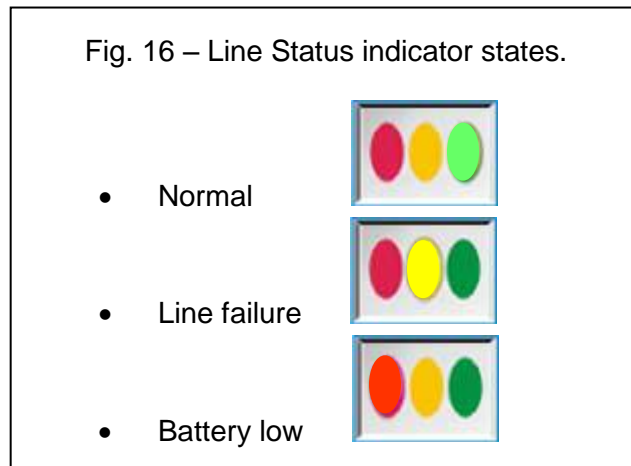 Fig. 16 – Line Status indicator states.
• Normal
• Line failure
• Battery low